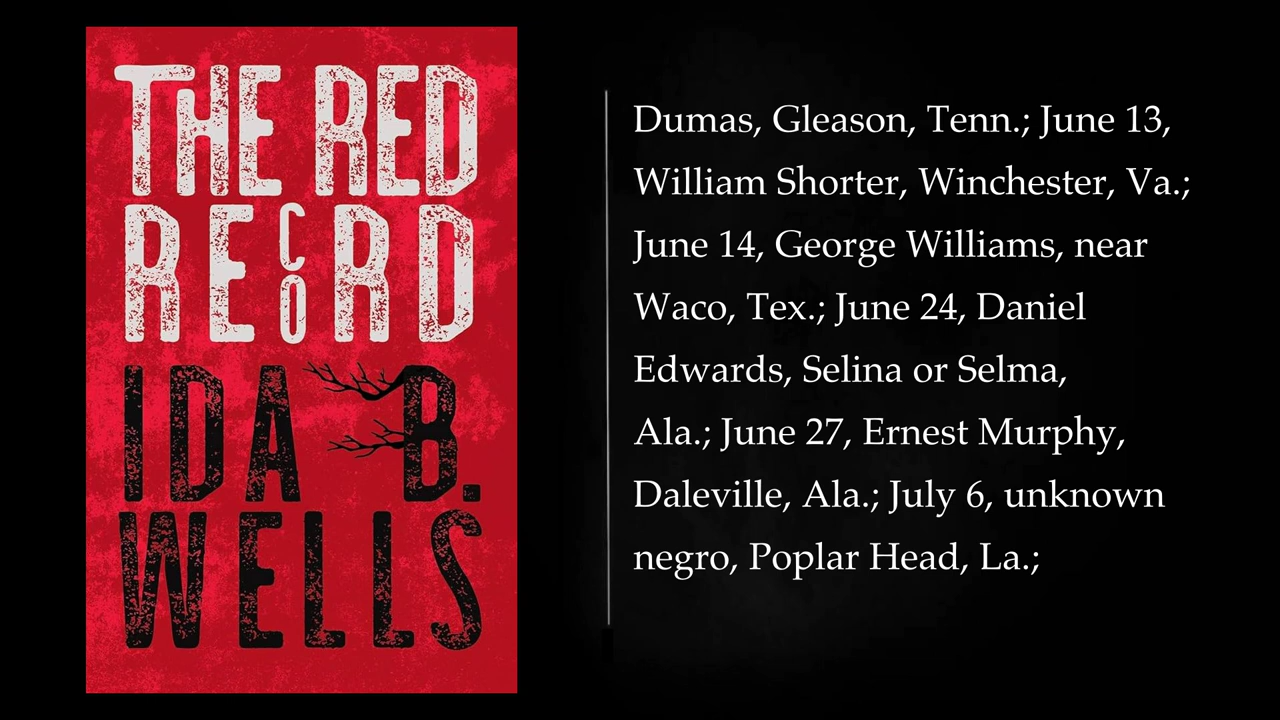 THE RED
RECORD
IDA B.
WELLS
Dumas, Gleason, Tenn.; June 13,
William Shorter, Winchester, Va.;
June 14, George Williams, near
Waco, Tex.; June 24, Daniel
Edwards, Selina or Selma,
Ala.; June 27, Ernest Murphy,
Daleville, Ala.; July 6, unknown
negro, Poplar Head, La.;